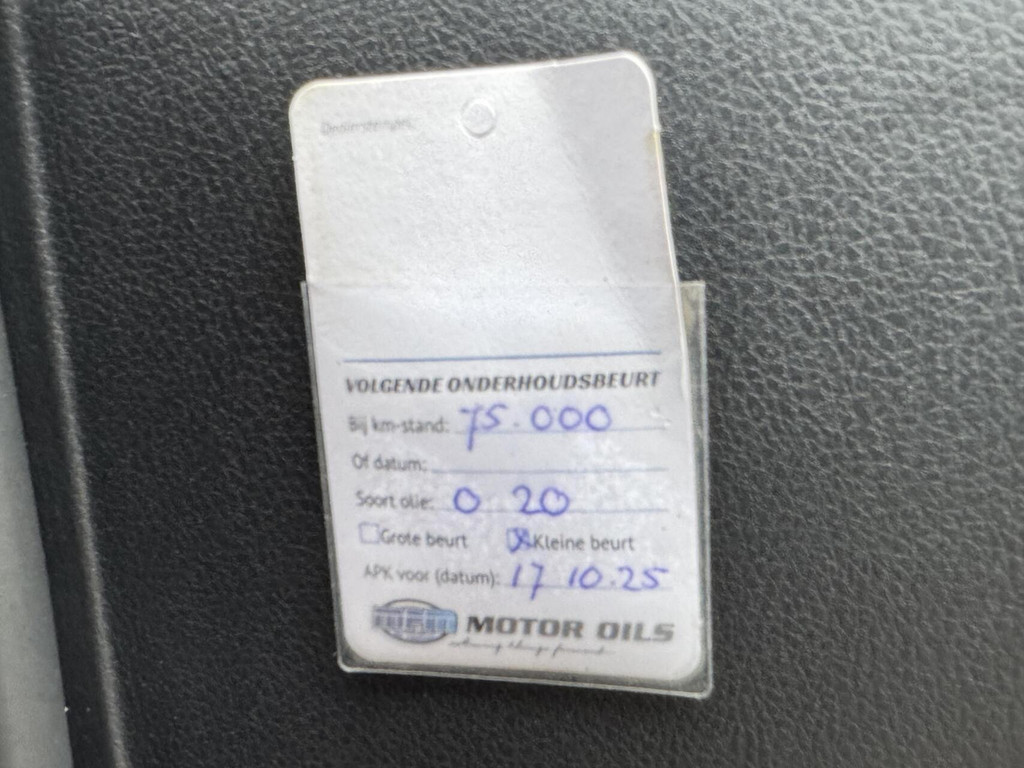 Dealerstempel:
VOLGENDE ONDERHOUDSBEURT
Bij km-stand: 75.000
Of datum:
Soort olie: 0 20
Grote beurt Kleine beurt
APK voor (datum): 17 10.25
MOTOR OILS